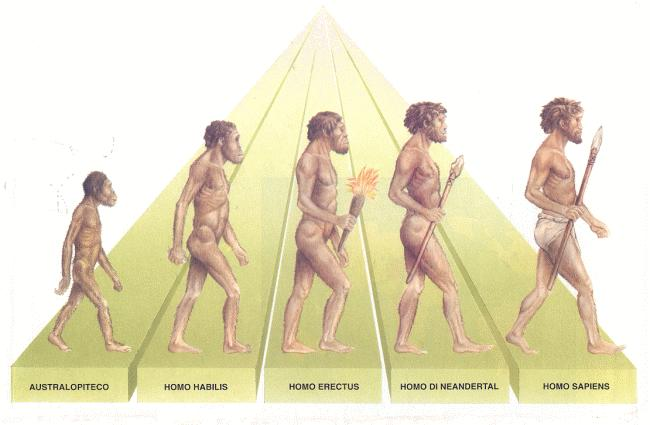 AUSTRALOPITECO
HOMO HABILIS
HOMO ERECTUS
HOMO DI NEANDERTAL
HOMO SAPIENS